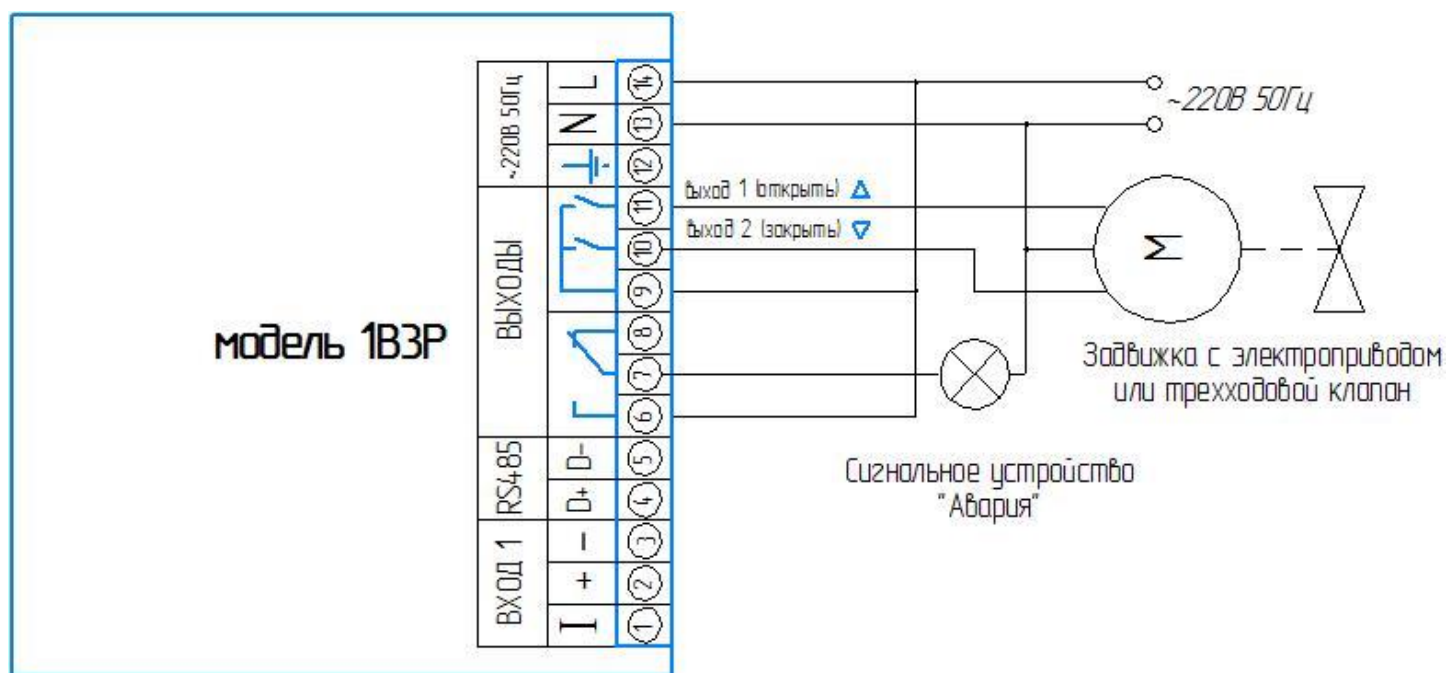 модель 1В3Р
~220В 50Гц
L
14
N
13
12
ВЫХОДЫ
11
10
9
8
7
6
RS485
D-
5
D+
4
ВХОД 1
-
3
+
2
I
1
~220В 50Гц
выход 1 (открыть)
выход 2 (закрыть)
M
Задвижка с электроприводом
или трехходовой клапан
Сигнальное устройство
"Авария"